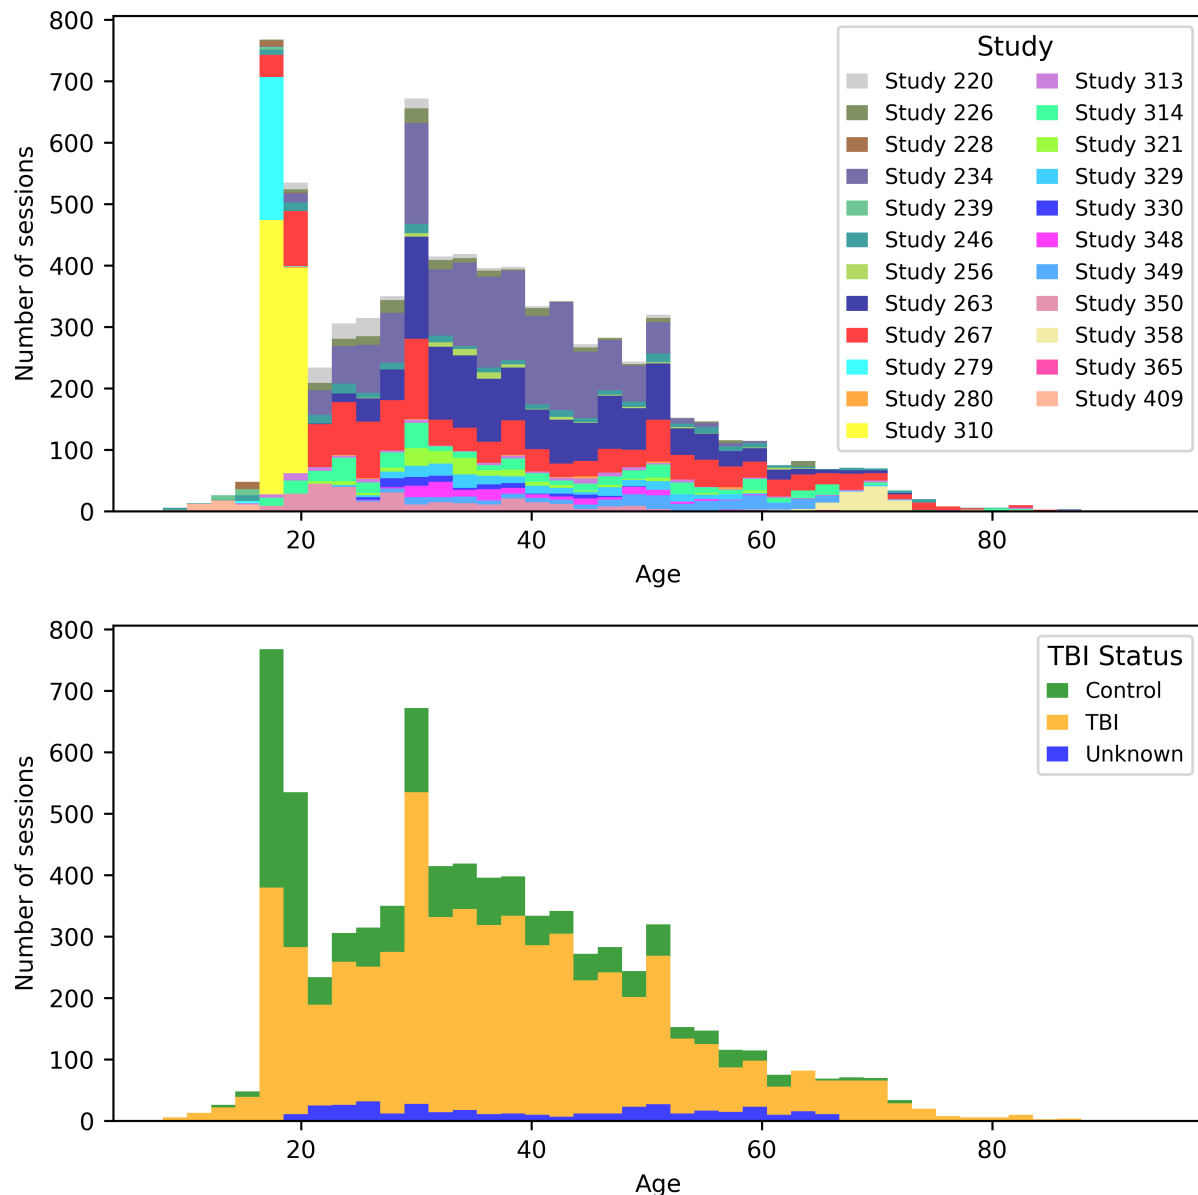 800
700
600
500
400
300
200
100
0
Number of sessions
20 40 60 80
Age
Study
Study 220
Study 226
Study 228
Study 234
Study 239
Study 246
Study 256
Study 263
Study 267
Study 279
Study 280
Study 310
Study 313
Study 314
Study 321
Study 329
Study 330
Study 348
Study 349
Study 350
Study 358
Study 365
Study 409
800
700
600
500
400
300
200
100
0
Number of sessions
20 40 60 80
Age
TBI Status
Control
TBI
Unknown